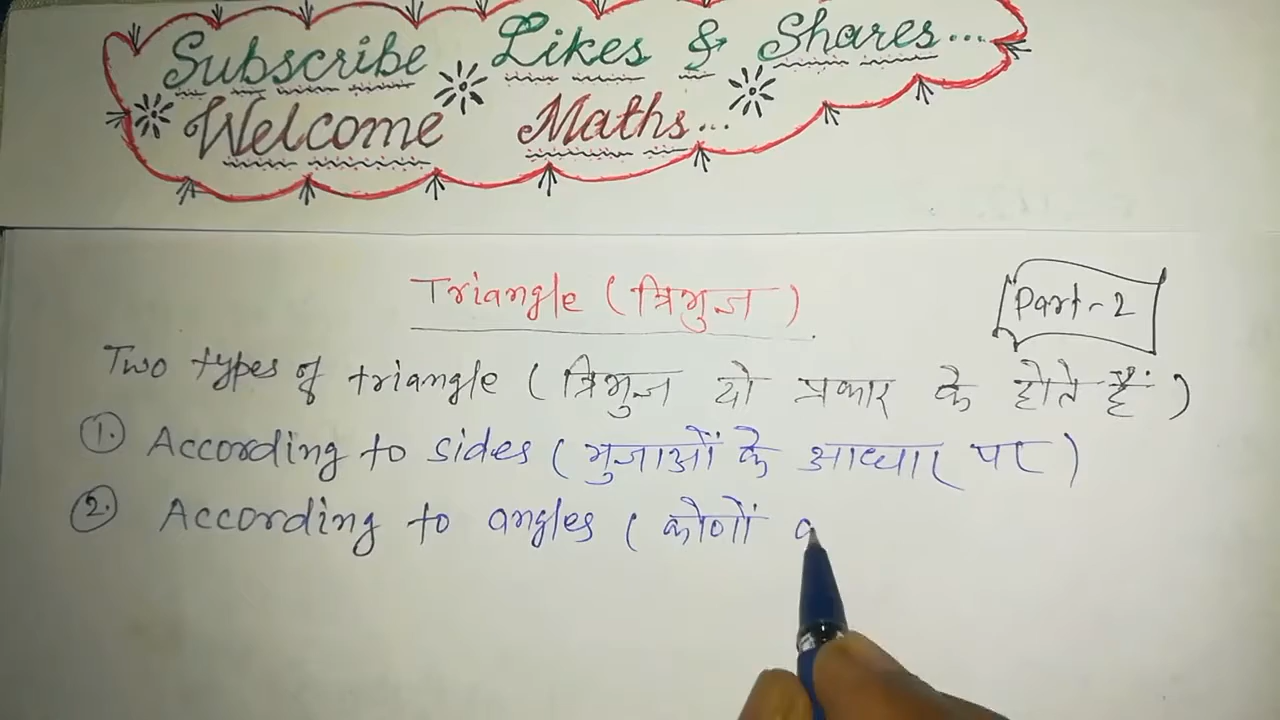 Subscribe Likes & Shares...
Welcome Maths...
Triangle (त्रिभुज)
Part-2
Two types of triangle (त्रिभुज दो प्रकार के होते हैं)
1. According to sides (भुजाओं के आधार पर)
2. According to angles (कोणों